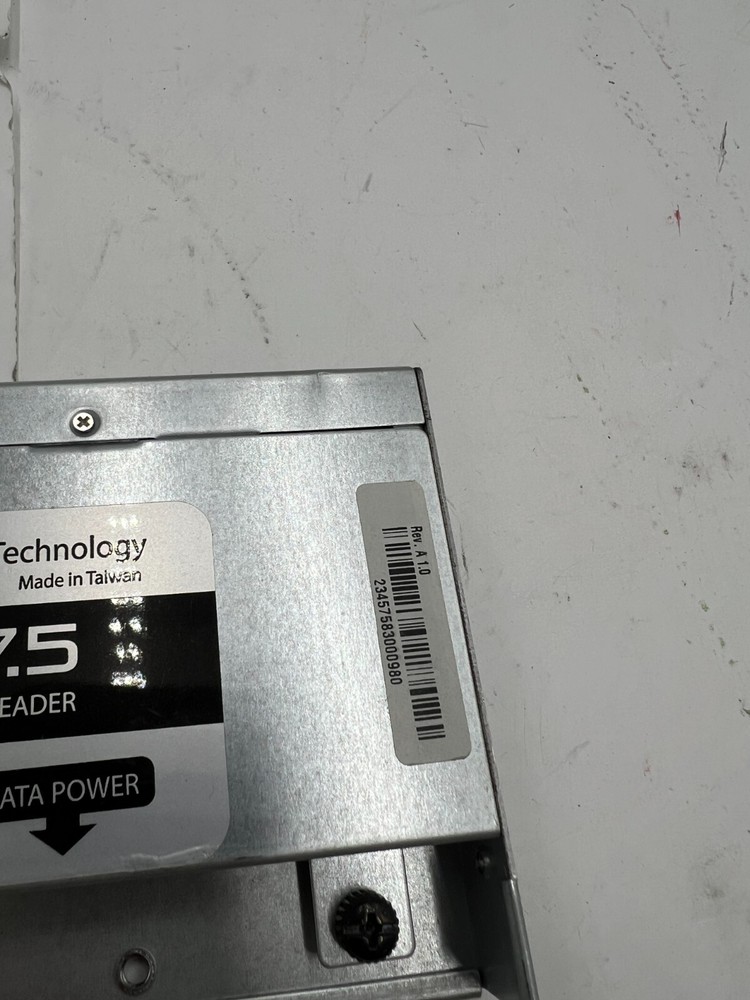 Technology
Made in Taiwan
7.5
EADER
ATA POWER
Rev. A 1.0
23457583000980